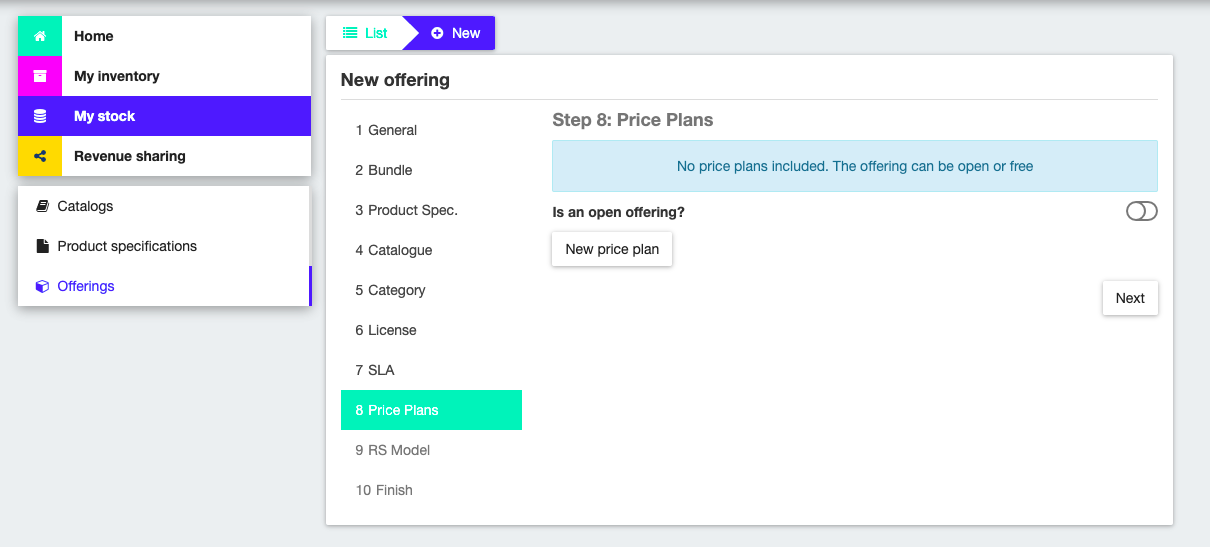 Home
My inventory
My stock
Revenue sharing
Catalogs
Product specifications
Offerings
List
New
New offering
1 General
2 Bundle
3 Product Spec.
4 Catalogue
5 Category
6 License
7 SLA
8 Price Plans
9 RS Model
10 Finish
Step 8: Price Plans
No price plans included. The offering can be open or free
Is an open offering?
New price plan
Next